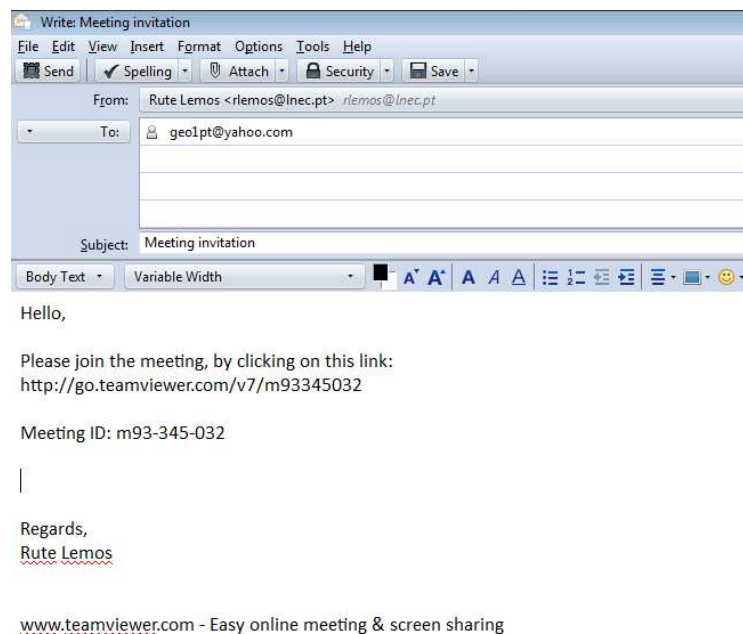 Write: Meeting invitation
File Edit View Insert Format Options Tools Help
Send Spelling Attach Security Save
From: Rute Lemos <rlemos@lnec.pt> rlemos@lnec.pt
To: geo1pt@yahoo.com
Subject: Meeting invitation
Body Text Variable Width A A A A A
Hello,
Please join the meeting, by clicking on this link:
http://go.teamviewer.com/v7/m93345032
Meeting ID: m93-345-032
Regards,
Rute Lemos
www.teamviewer.com - Easy online meeting & screen sharing